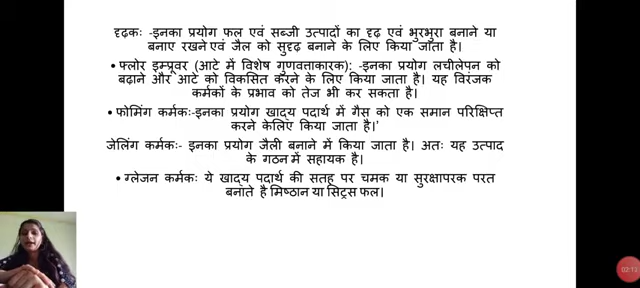 दृढ़कः -इनका प्रयोग फल एवं सब्जी उत्पादों का दृढ़ एवं भुरभुरा बनाने या
बनाए रखने एवं जैल को सुदृढ़ बनाने के लिए किया जाता है।
• फ्लोर इम्प्रूवर (आटे में विशेष गुणवत्ताकारक): -इनका प्रयोग लचीलेपन को
बढ़ाने और आटे को विकसित करने के लिए किया जाता है। यह विरंजक
कर्मकों के प्रभाव को तेज भी कर सकता है।
• फोमिंग कर्मकः-इनका प्रयोग खाद्य पदार्थ में गैस को एक समान परिक्षिप्त
करने केलिए किया जाता है।'
जेलिंग कर्मकः- इनका प्रयोग जैली बनाने में किया जाता है। अतः यह उत्पाद
के गठन में सहायक है।
• ग्लेजन कर्मकः ये खाद्य पदार्थ की सतह पर चमक या सुरक्षापरक परत
बनाते है मिष्ठान या सिट्रस फल।
02:13